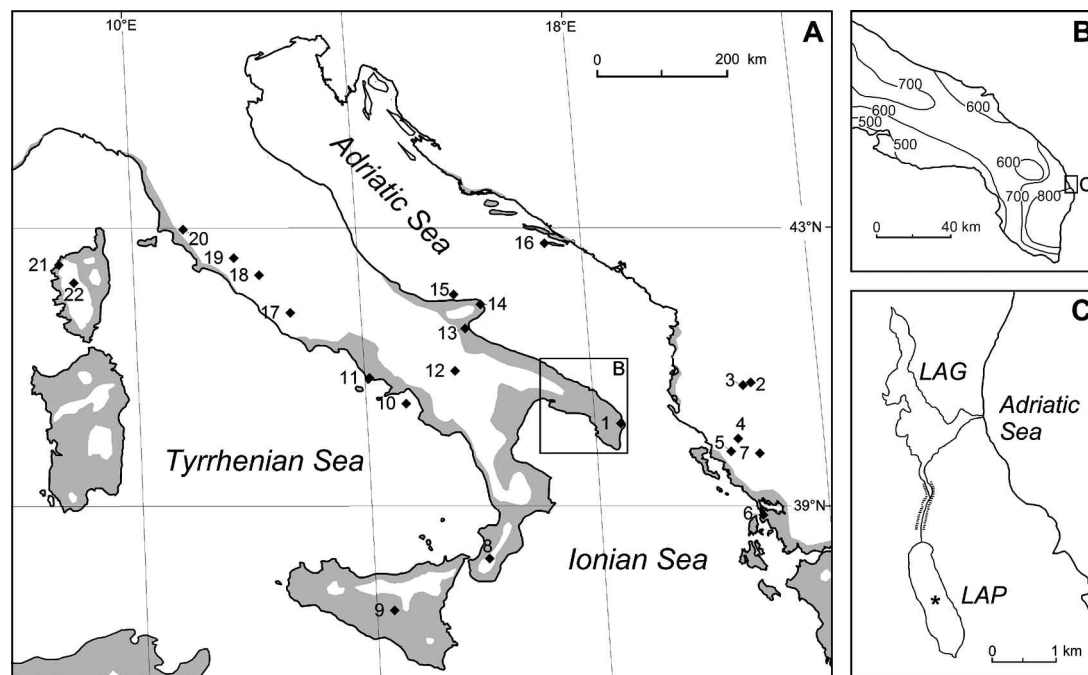 10°E
18°E
A
0 200 km
Adriatic Sea
43°N
16
20
19
18
21
22
17
15
14
13
12
11
10
B
1
3 2
4
5 7
6
Tyrrhenian Sea
39°N
Ionian Sea
8
9
B
700
600
600
500
500
600
700 800
C
0 40 km
C
LAG
Adriatic
Sea
LAP
*
0 1 km